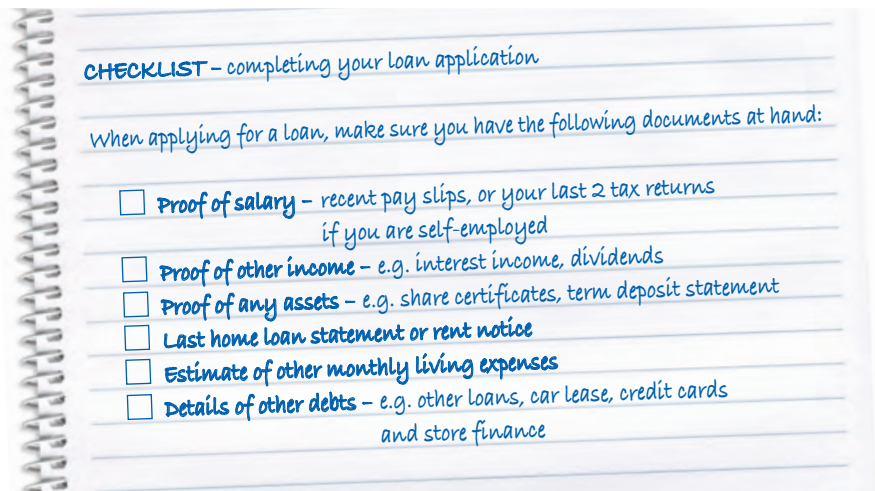 CHECKLIST – completing your loan application
When applying for a loan, make sure you have the following documents at hand:
Proof of salary – recent pay slips, or your last 2 tax returns
if you are self-employed
Proof of other income – e.g. interest income, dividends
Proof of any assets – e.g. share certificates, term deposit statement
Last home loan statement or rent notice
Estimate of other monthly living expenses
Details of other debts – e.g. other loans, car lease, credit cards
and store finance